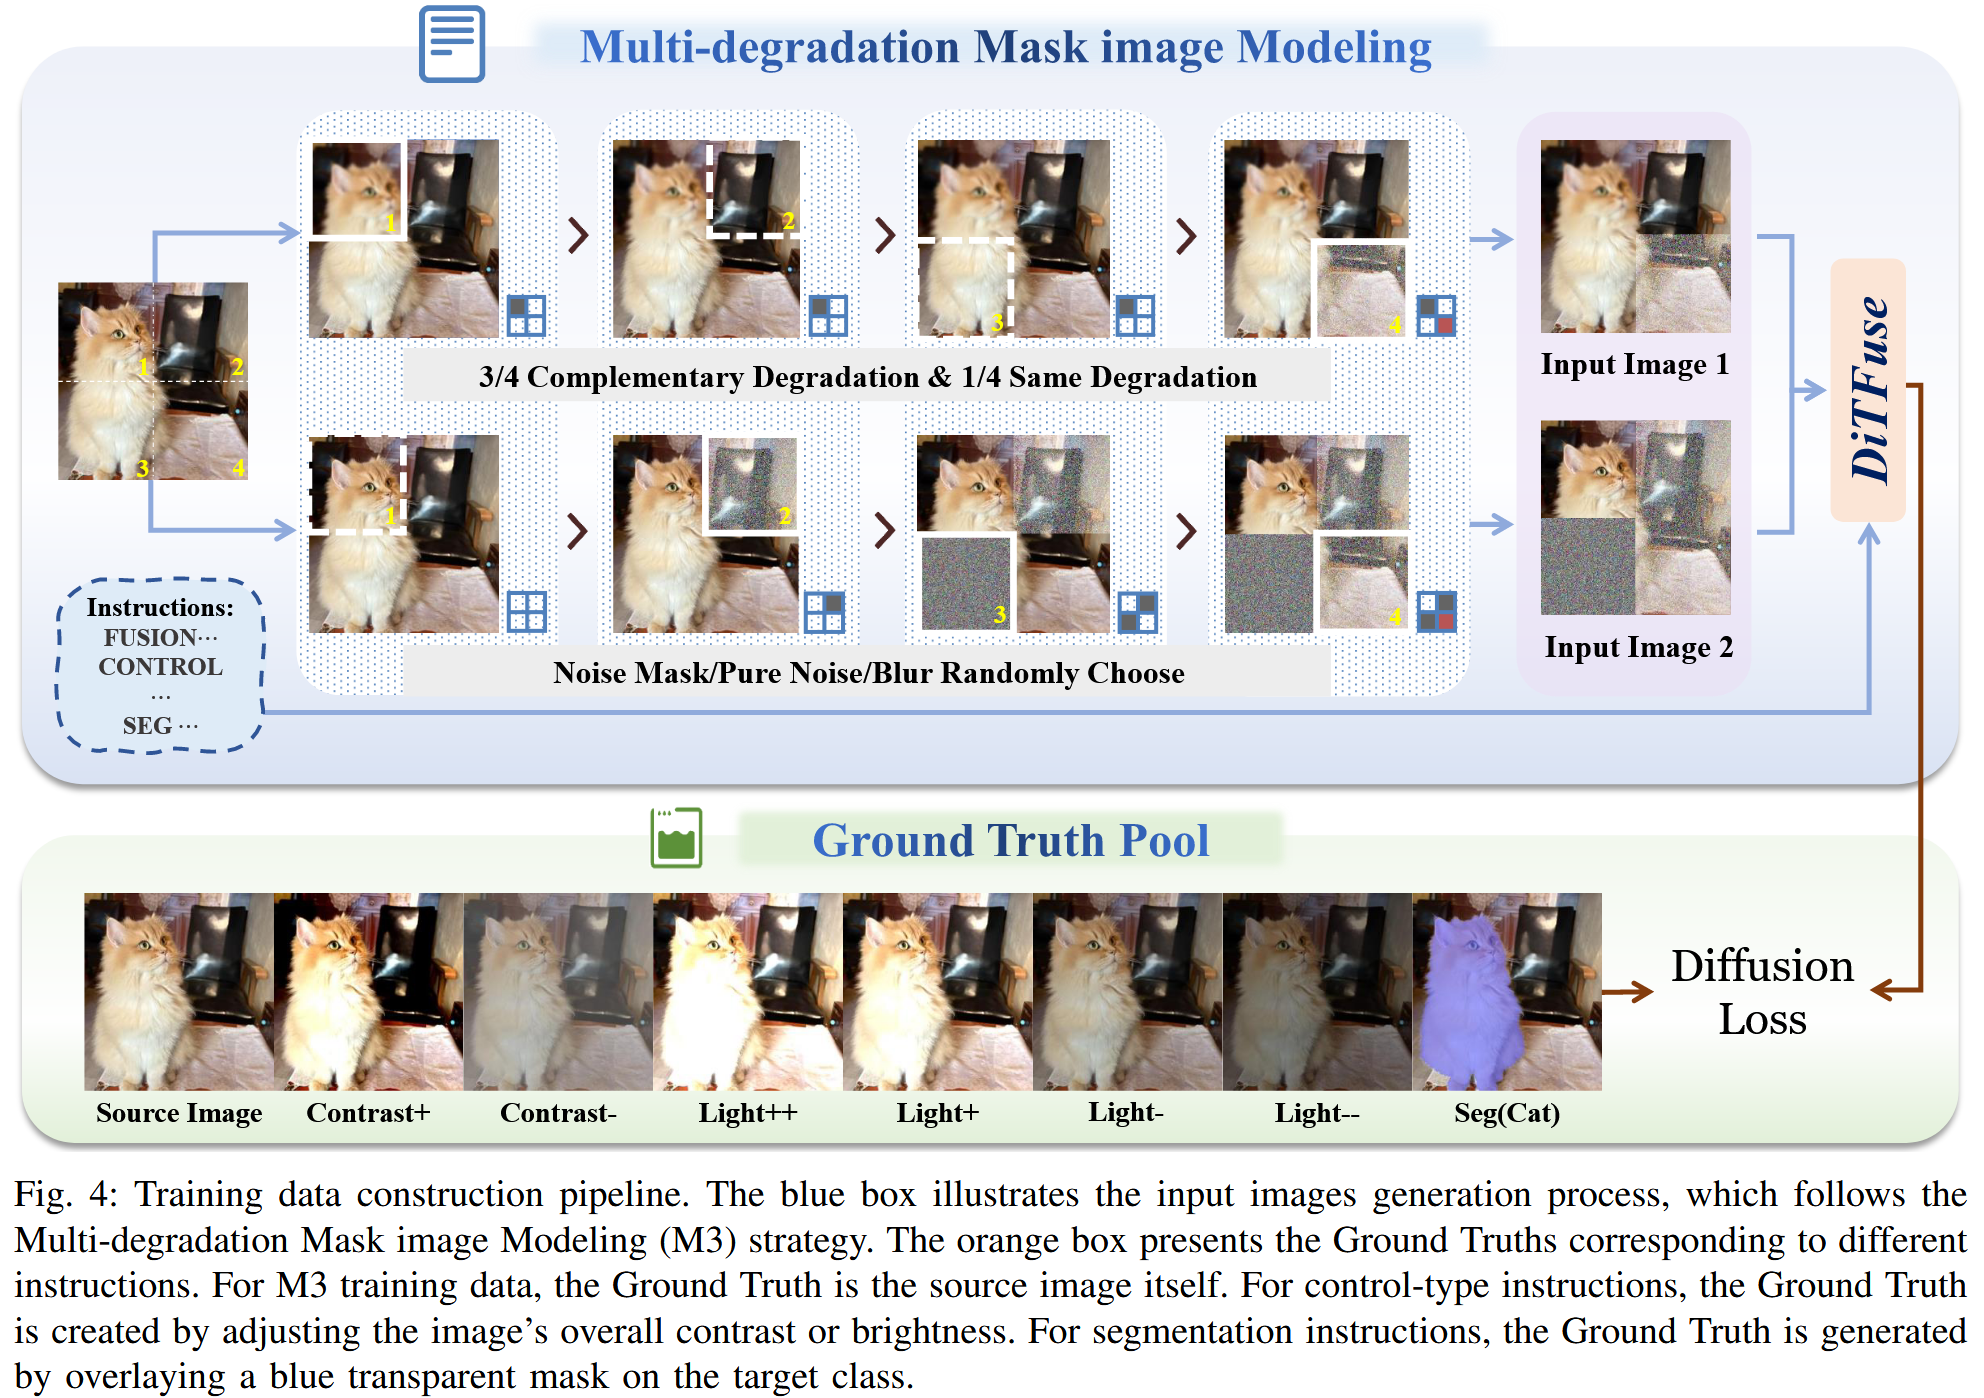 Multi-degradation Mask image Modeling
1
2
3
4
1
2
3
4
3/4 Complementary Degradation & 1/4 Same Degradation
1
2
3
4
Noise Mask/Pure Noise/Blur Randomly Choose
Instructions:
FUSION···
CONTROL
···
SEG ···
Input Image 1
Input Image 2
DiTFuse
Ground Truth Pool
Source Image
Contrast+
Contrast-
Light++
Light+
Light-
Light--
Seg(Cat)
Diffusion
Loss
Fig. 4: Training data construction pipeline. The blue box illustrates the input images generation process, which follows the
Multi-degradation Mask image Modeling (M3) strategy. The orange box presents the Ground Truths corresponding to different
instructions. For M3 training data, the Ground Truth is the source image itself. For control-type instructions, the Ground Truth
is created by adjusting the image's overall contrast or brightness. For segmentation instructions, the Ground Truth is generated
by overlaying a blue transparent mask on the target class.